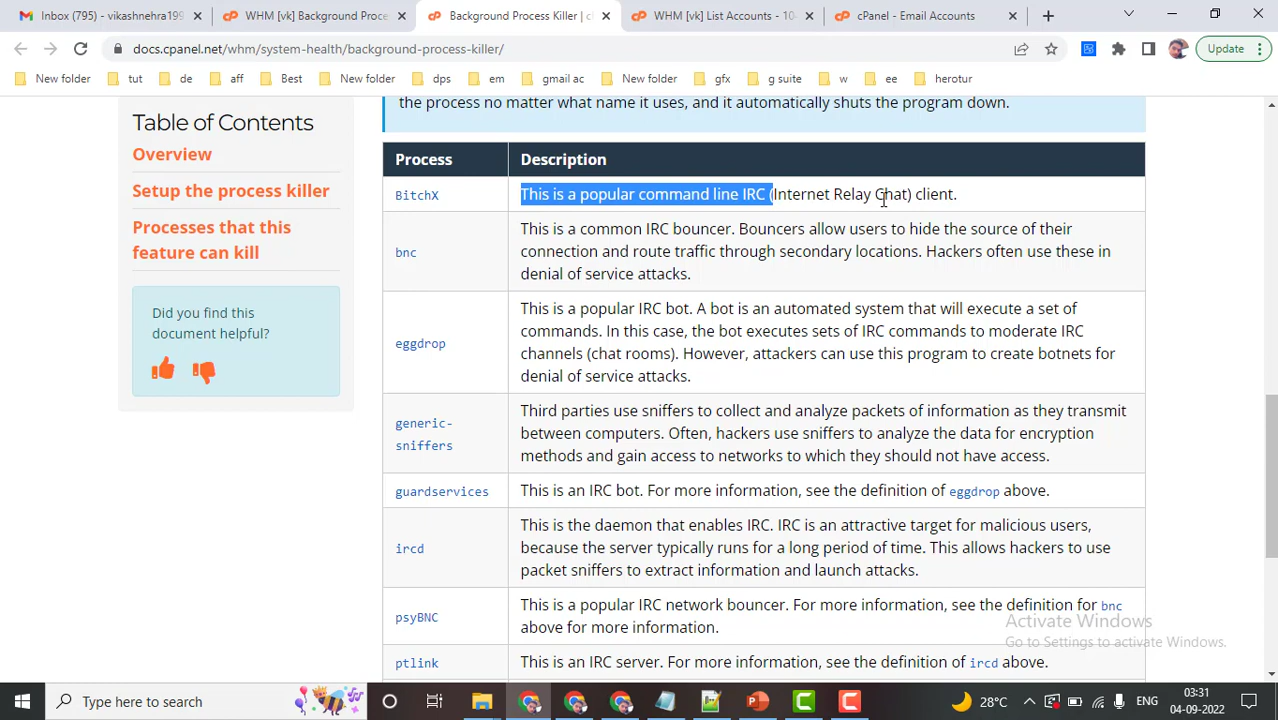 Inbox (795) - vikashnehra199
WHM [vk] Background Proce
Background Process Killer | c
WHM [vk] List Accounts - 10
cPanel - Email Accounts
docs.cpanel.net/whm/system-health/background-process-killer/
Update
New folder
tut
de
aff
Best
New folder
dps
em
gmail ac
New folder
gfx
g suite
w
ee
herotur
the process no matter what name it uses, and it automatically shuts the program down.
Table of Contents
Overview
Setup the process killer
Processes that this
feature can kill
Did you find this
document helpful?
Process Description
BitchX This is a popular command line IRC (Internet Relay Chat) client.
This is a common IRC bouncer. Bouncers allow users to hide the source of their
bnc connection and route traffic through secondary locations. Hackers often use these in
denial of service attacks.
This is a popular IRC bot. A bot is an automated system that will execute a set of
commands. In this case, the bot executes sets of IRC commands to moderate IRC
eggdrop
channels (chat rooms). However, attackers can use this program to create botnets for
denial of service attacks.
Third parties use sniffers to collect and analyze packets of information as they transmit
generic-
between computers. Often, hackers use sniffers to analyze the data for encryption
sniffers
methods and gain access to networks to which they should not have access.
guardservices This is an IRC bot. For more information, see the definition of eggdrop above.
This is the daemon that enables IRC. IRC is an attractive target for malicious users,
ircd because the server typically runs for a long period of time. This allows hackers to use
packet sniffers to extract information and launch attacks.
This is a popular IRC network bouncer. For more information, see the definition for bnc
psyBNC
above for more information.
ptlink This is an IRC server. For more information, see the definition of ircd above.
Activate Windows
Go to Settings to activate Windows.
Type here to search
28°C
ENG
03:31
04-09-2022